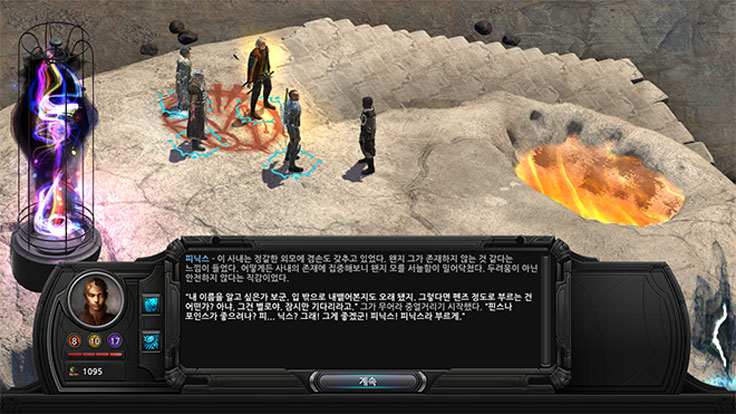 피닉스 - 이 사내는 정갈한 외모에 겸손도 갖추고 있었다. 왠지 그가 존재하지 않는 것 같다는
느낌이 들었다. 어떻게든 사내의 존재에 집중해보니 왠지 모를 서늘함이 밀어닥쳤다. 두려움이 아닌
안전하지 않다는 직감이었다.
"내 이름을 알고 싶은가 보군. 입 밖으로 내뱉어본지도 오래 됐지. 그렇다면 핀즈 정도로 부르는 건
어떤가? 아냐, 그건 별로야. 잠시만 기다리라고." 그가 무어라 중얼거리기 시작했다. "핀스나
포인스가 좋으려나? 피... 닉스? 그래! 그게 좋겠군! 피닉스! 피닉스라 부르게."
8 10 17
1095
계속